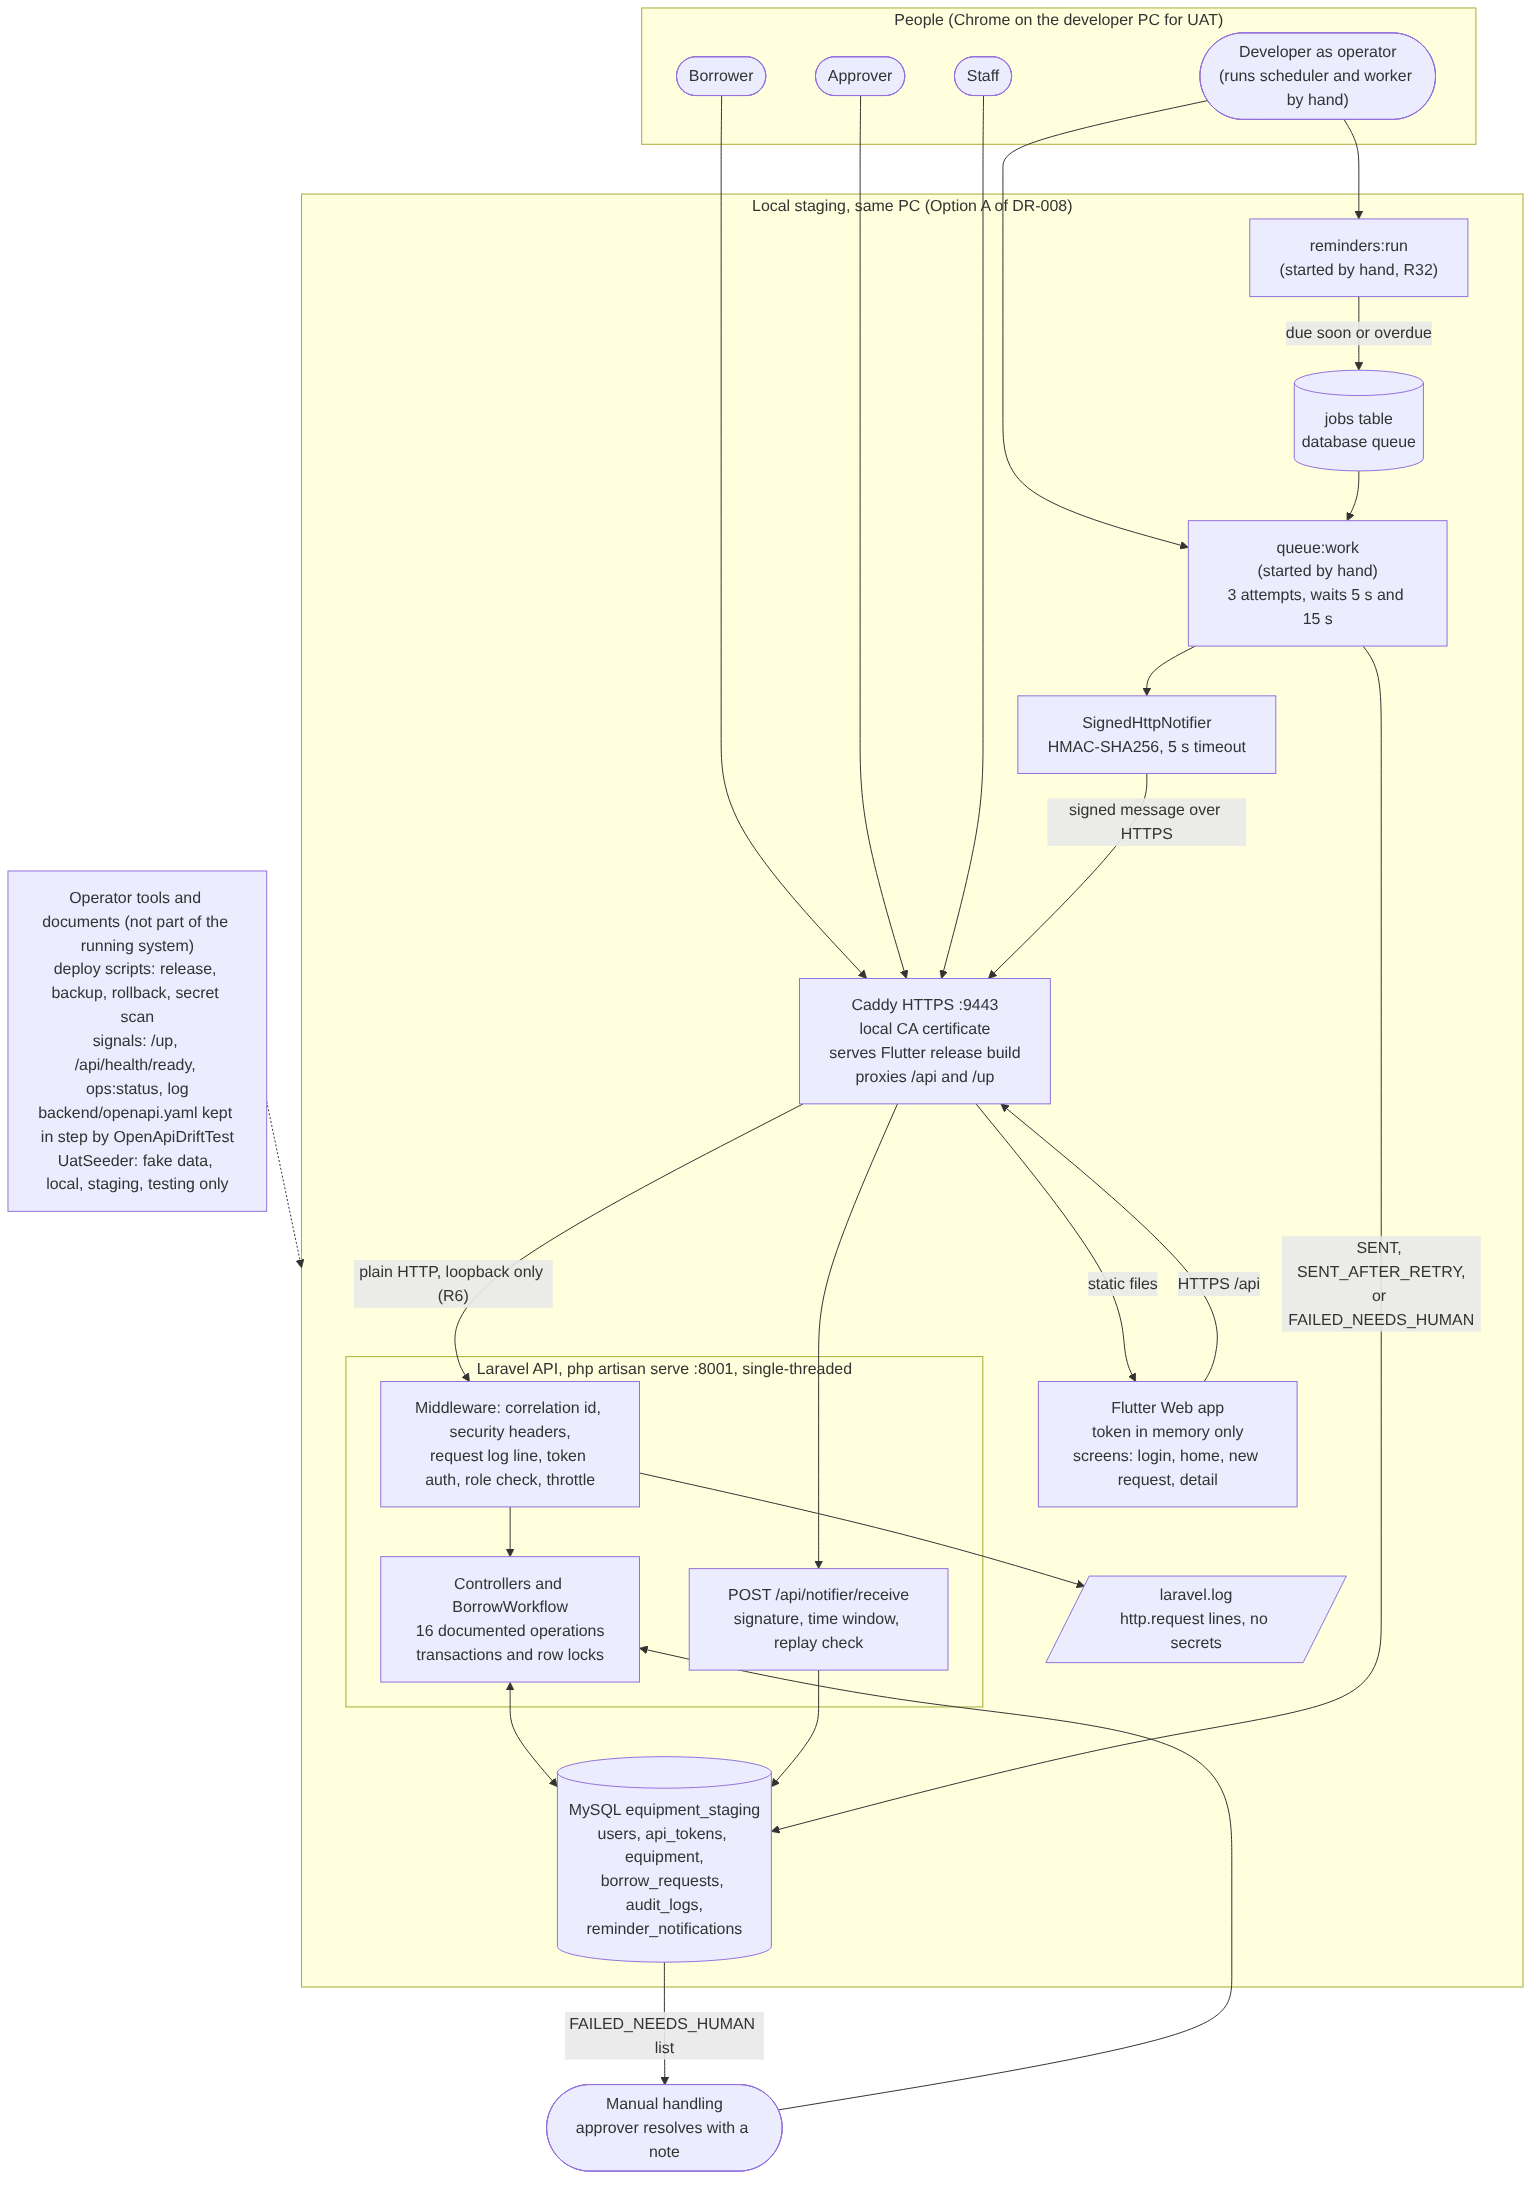 People (Chrome on the developer PC for UAT)
Borrower
Approver
Staff
Developer as operator
(runs scheduler and worker
by hand)
Local staging, same PC (Option A of DR-008)
reminders:run
(started by hand, R32)
due soon or overdue
jobs table
database queue
queue:work
(started by hand)
3 attempts, waits 5 s and
15 s
SignedHttpNotifier
HMAC-SHA256, 5 s timeout
signed message over
HTTPS
Operator tools and
documents (not part of the
running system)
deploy scripts: release,
backup, rollback, secret
scan
signals: /up,
/api/health/ready,
ops:status, log
backend/openapi.yaml kept
in step by OpenApiDriftTest
UatSeeder: fake data,
local, staging, testing only
Caddy HTTPS :9443
local CA certificate
serves Flutter release build
proxies /api and /up
plain HTTP, loopback only
(R6)
static files
HTTPS /api
SENT,
SENT_AFTER_RETRY,
or
FAILED_NEEDS_HUMAN
Laravel API, php artisan serve :8001, single-threaded
Middleware: correlation id,
security headers,
request log line, token
auth, role check, throttle
Flutter Web app
token in memory only
screens: login, home, new
request, detail
Controllers and
BorrowWorkflow
16 documented operations
transactions and row locks
POST /api/notifier/receive
signature, time window,
replay check
laravel.log
http.request lines, no
secrets
MySQL equipment_staging
users, api_tokens,
equipment,
borrow_requests,
audit_logs,
reminder_notifications
FAILED_NEEDS_HUMAN
list
Manual handling
approver resolves with a
note